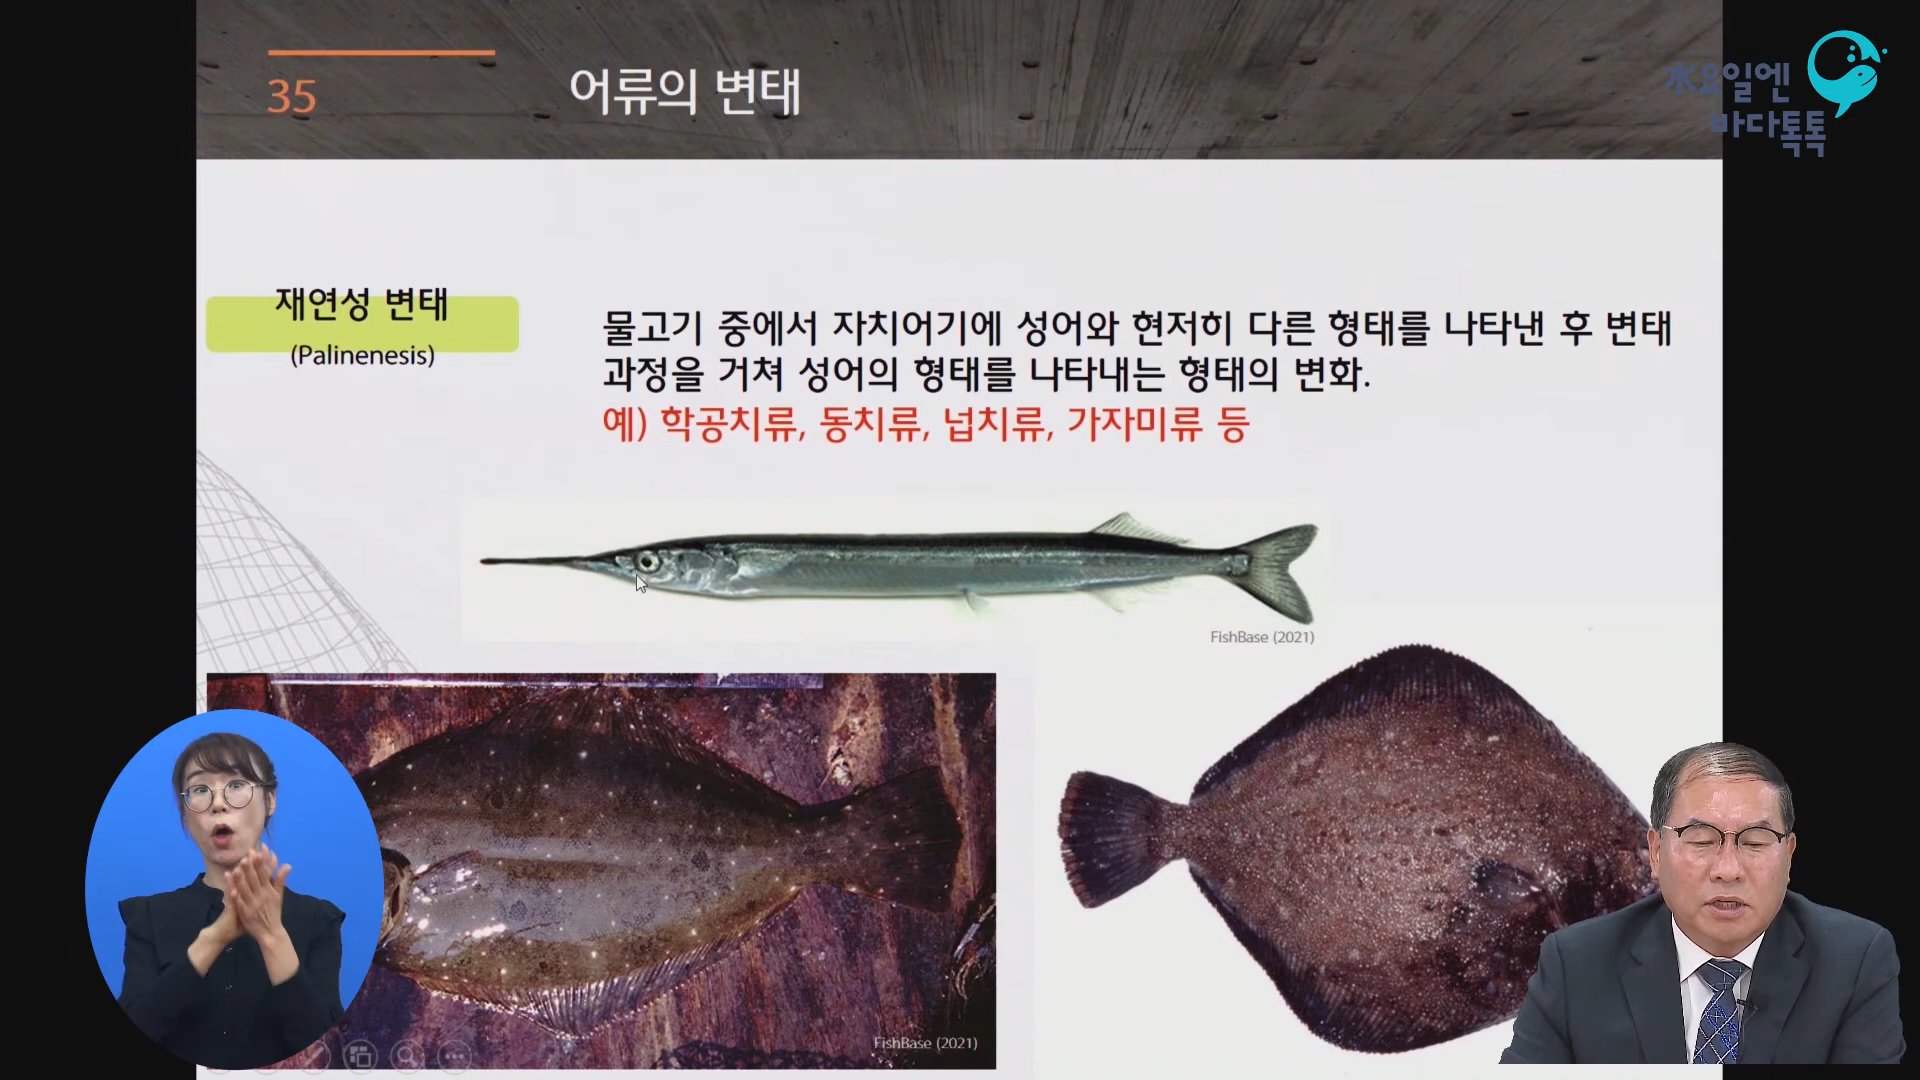 35
어류의 변태
水요일엔
바다톡톡
재연성 변태
(Palinenesis)
물고기 중에서 자치어기에 성어와 현저히 다른 형태를 나타낸 후 변태
과정을 거쳐 성어의 형태를 나타내는 형태의 변화.
예) 학공치류, 동치류, 넙치류, 가자미류 등
FishBase (2021)
FishBase (2021)